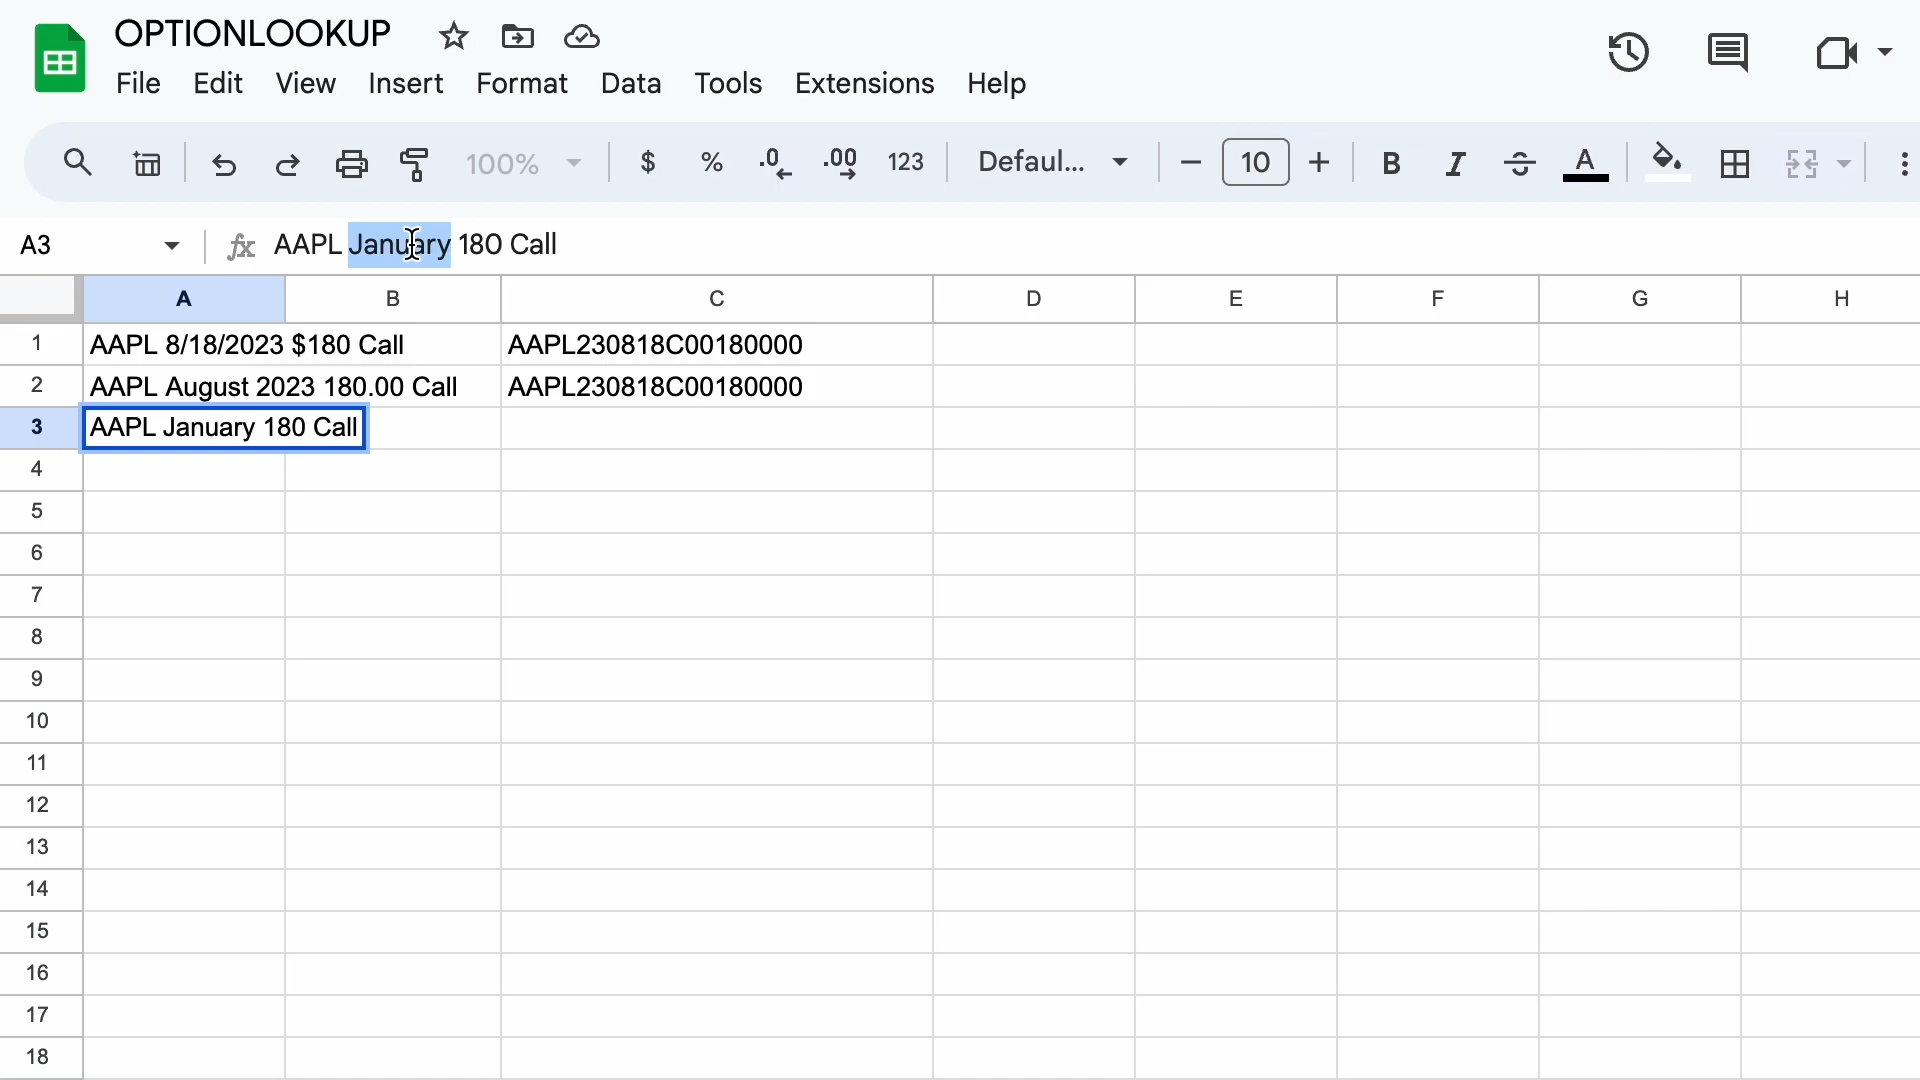 OPTIONLOOKUP
File Edit View Insert Format Data Tools Extensions Help
100% $ % .0 .00 123 Defaul... 10 B I S A
A3 fx AAPL January 180 Call
A B C D E F G H
1 AAPL 8/18/2023 $180 Call AAPL230818C00180000
2 AAPL August 2023 180.00 Call AAPL230818C00180000
3 AAPL January 180 Call
4
5
6
7
8
9
10
11
12
13
14
15
16
17
18